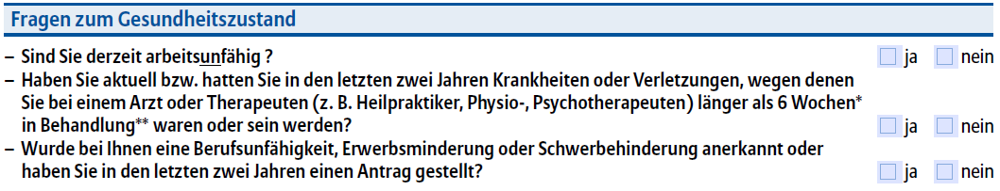 Fragen zum Gesundheitszustand
– Sind Sie derzeit arbeitsunfähig ? ja nein
– Haben Sie aktuell bzw. hatten Sie in den letzten zwei Jahren Krankheiten oder Verletzungen, wegen denen
Sie bei einem Arzt oder Therapeuten (z. B. Heilpraktiker, Physio-, Psychotherapeuten) länger als 6 Wochen*
in Behandlung** waren oder sein werden? ja nein
– Wurde bei Ihnen eine Berufsunfähigkeit, Erwerbsminderung oder Schwerbehinderung anerkannt oder
haben Sie in den letzten zwei Jahren einen Antrag gestellt? ja nein